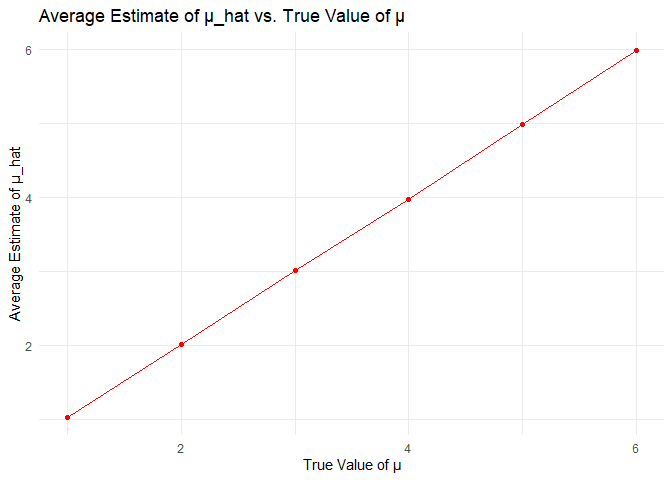 Average Estimate of µ_hat vs. True Value of µ
6
4
2
Average Estimate of µ_hat
2 4 6
True Value of µ